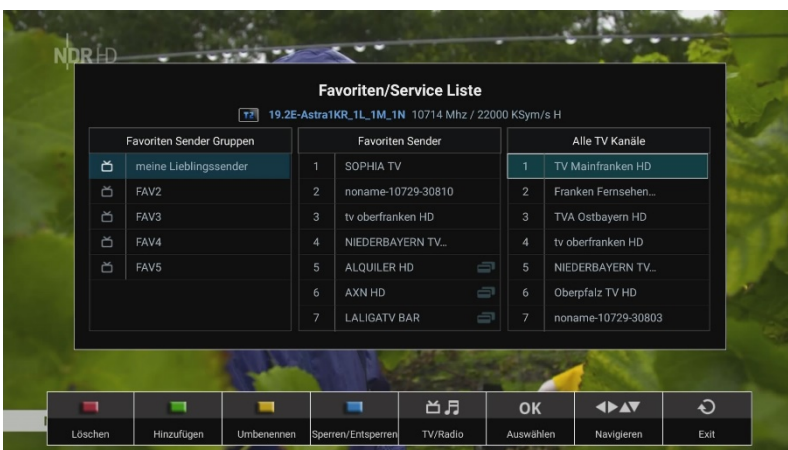 NDR HD
Favoriten/Service Liste
T2 19.2E-Astra1KR_1L_1M_1N 10714 Mhz / 22000 KSym/s H
Favoriten Sender Gruppen
meine Lieblingssender
FAV2
FAV3
FAV4
FAV5
Favoriten Sender
1 SOPHIA TV
2 noname-10729-30810
3 tv oberfranken HD
4 NIEDERBAYERN TV...
5 ALQUILER HD
6 AXN HD
7 LALIGATV BAR
Alle TV Kanäle
1 TV Mainfranken HD
2 Franken Fernsehen...
3 TVA Ostbayern HD
4 tv oberfranken HD
5 NIEDERBAYERN TV...
6 Oberpfalz TV HD
7 noname-10729-30803
OK
Löschen Hinzufügen Umbenennen Sperren/Entsperren TV/Radio Auswählen Navigieren Exit